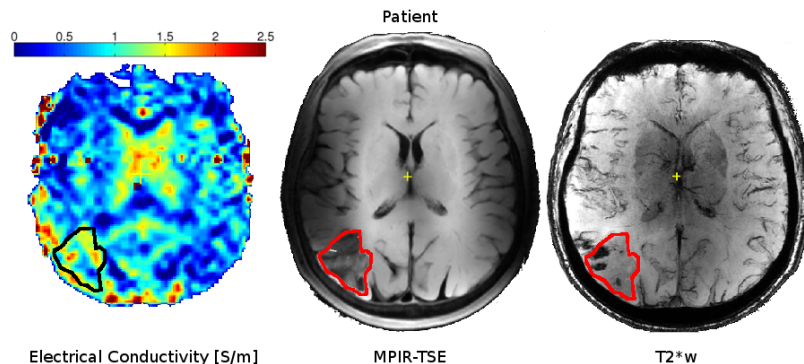 Patient
0 0.5 1 1.5 2 2.5
Electrical Conductivity [S/m] MPIR-TSE T2*w